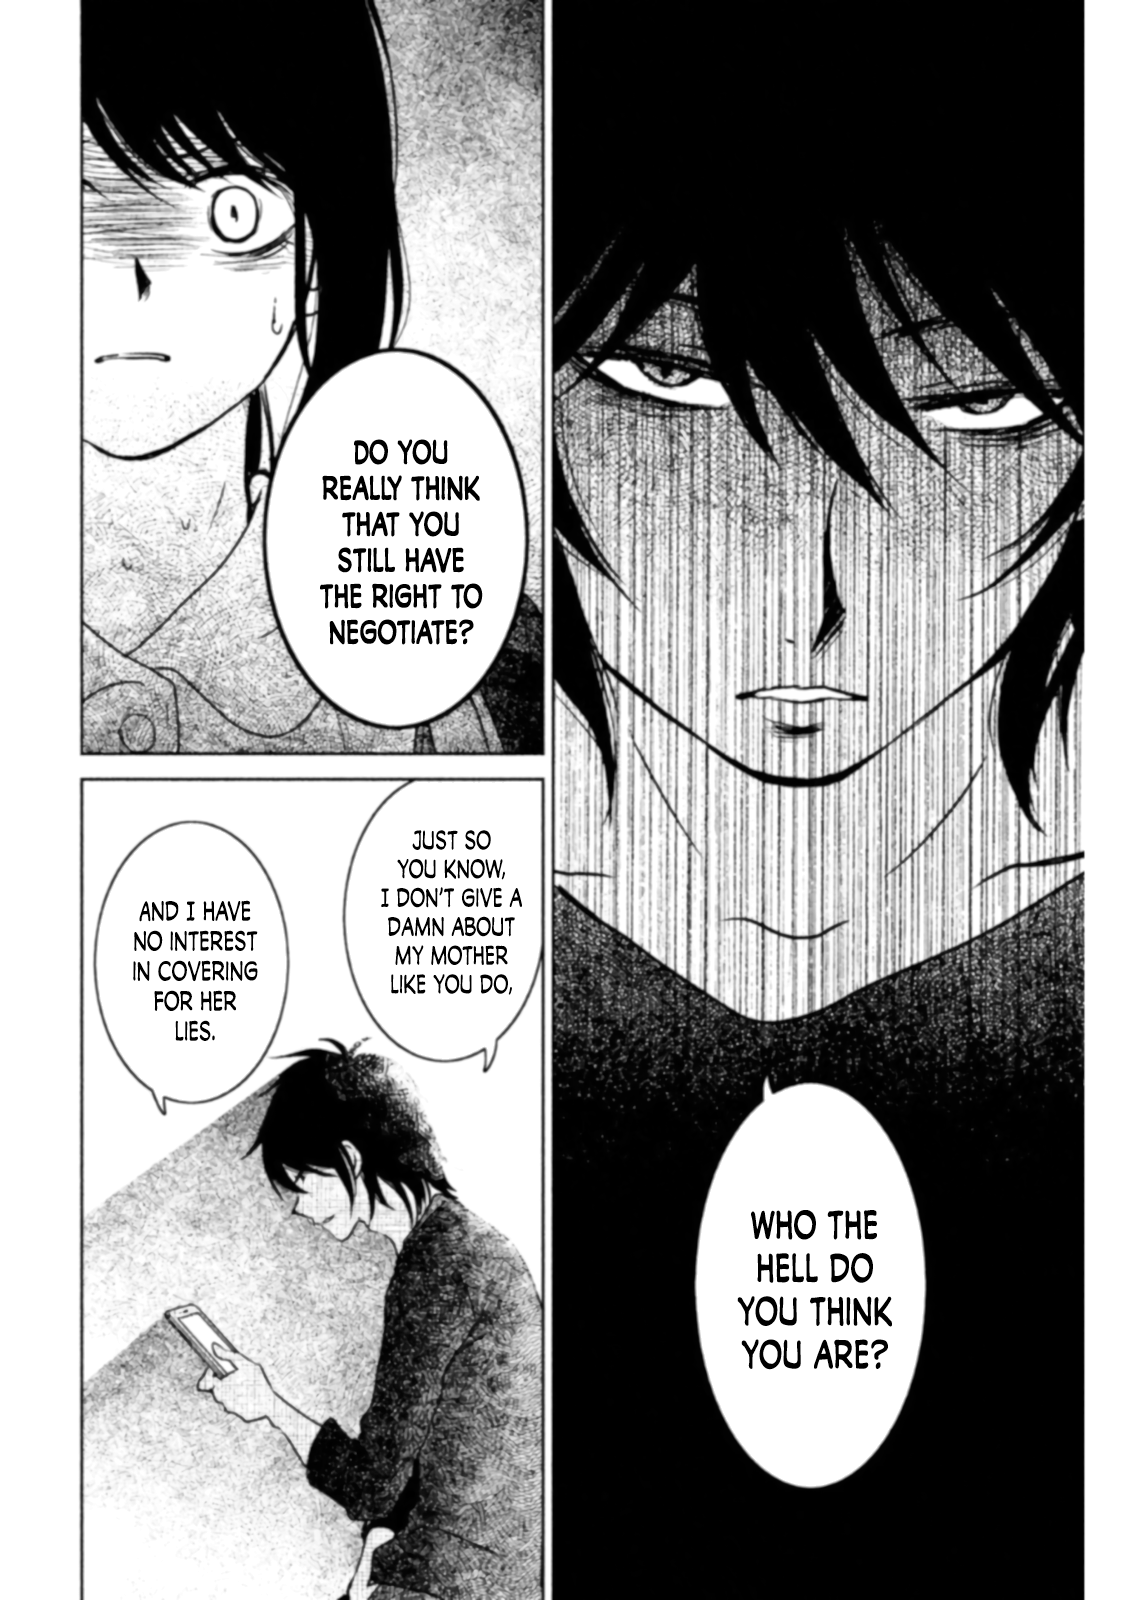 WHO THE
HELL DO
YOU THINK
YOU ARE?
DO YOU
REALLY THINK
THAT YOU
STILL HAVE
THE RIGHT TO
NEGOTIATE?
JUST SO
YOU KNOW,
I DON'T GIVE A
DAMN ABOUT
MY MOTHER
LIKE YOU DO,
AND I HAVE
NO INTEREST
IN COVERING
FOR HER
LIES.